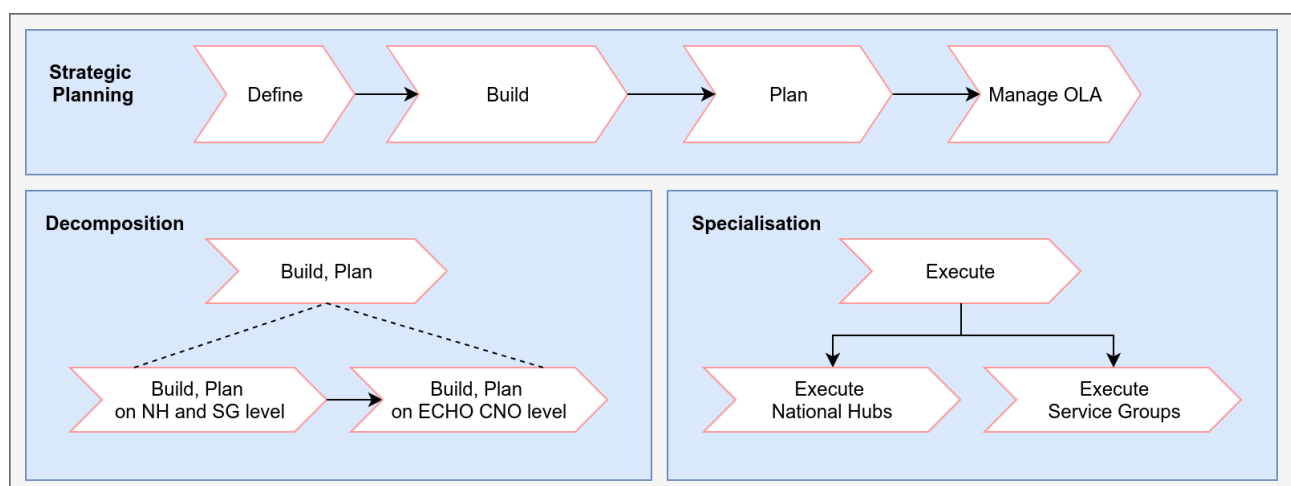 Strategic
Planning
Define
Build
Plan
Manage OLA
Decomposition
Build, Plan
Build, Plan
on NH and SG level
Build, Plan
on ECHO CNO level
Specialisation
Execute
Execute
National Hubs
Execute
Service Groups